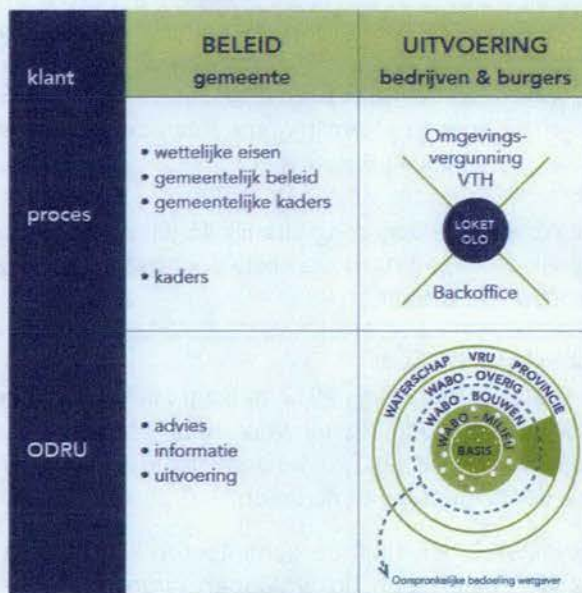 klant
BELEID
gemeente
UITVOERING
bedrijven & burgers
proces
• wettelijke eisen
• gemeentelijk beleid
• gemeentelijke kaders
• kaders
Omgevings-
vergunning
VTH
LOKET
OLO
Backoffice
ODRU
• advies
• informatie
• uitvoering
WATERSCHAP VRU PROVINCIE
WABO - OVERIG
WABO - BOUWEN
WABO - MILIEU
BASIS
Oorspronkelijke bedoeling wetgever